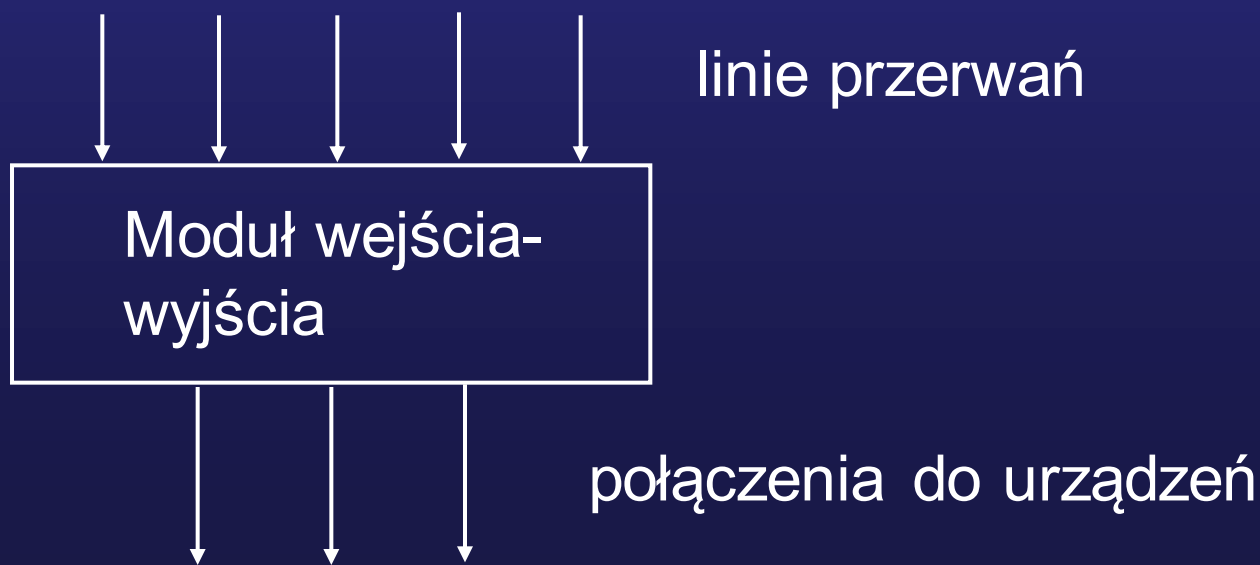 linie przerwań
Moduł wejścia-
wyjścia
połączenia do urządzeń